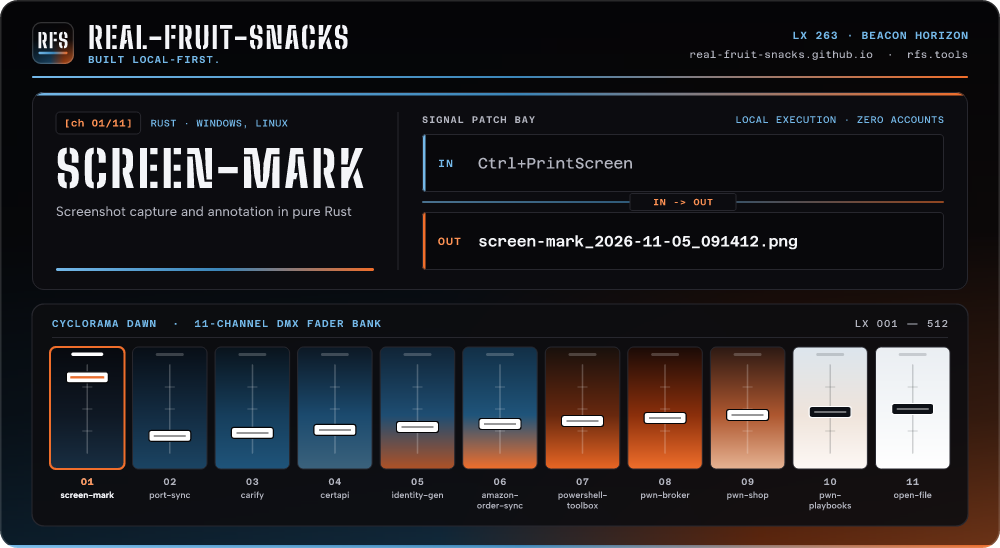 RFS
REAL-FRUIT-SNACKS
BUILT LOCAL-FIRST.
LX 263 · BEACON HORIZON
real-fruit-snacks.github.io · rfs.tools
[ch 01/11] RUST · WINDOWS, LINUX
SCREEN-MARK
Screenshot capture and annotation in pure Rust
SIGNAL PATCH BAY LOCAL EXECUTION · ZERO ACCOUNTS
IN Ctrl+PrintScreen
IN -> OUT
OUT screen-mark_2026-11-05_091412.png
CYCLORAMA DAWN · 11-CHANNEL DMX FADER BANK LX 001 — 512
01
screen-mark
02
port-sync
03
carify
04
certapi
05
identity-gen
06
amazon-
order-sync
07
powershell-
toolbox
08
pwn-broker
09
pwn-shop
10
pwn-
playbooks
11
open-file